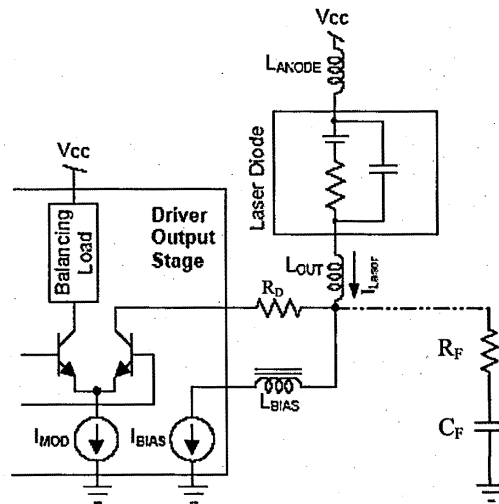 Vcc
LANODE
Laser Diode
Vcc
Balancing
Load
Driver
Output
Stage
LOUT
ILaser
RD
RF
LBIAS
CF
IMOD
IBIAS